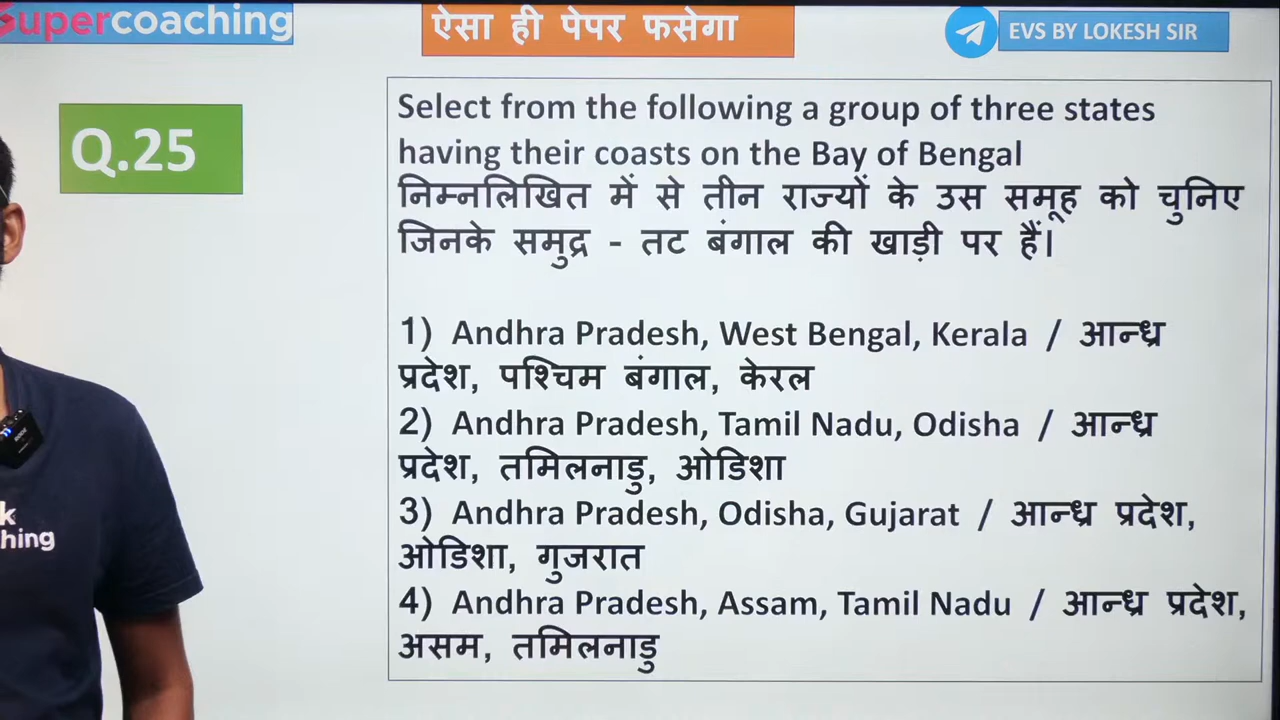 Supercoaching
ऐसा ही पेपर फसेगा
EVS BY LOKESH SIR
Q.25
Select from the following a group of three states
having their coasts on the Bay of Bengal
निम्नलिखित में से तीन राज्यों के उस समूह को चुनिए
जिनके समुद्र - तट बंगाल की खाड़ी पर हैं।
1) Andhra Pradesh, West Bengal, Kerala / आन्ध्र
प्रदेश, पश्चिम बंगाल, केरल
2) Andhra Pradesh, Tamil Nadu, Odisha / आन्ध्र
प्रदेश, तमिलनाडु, ओडिशा
3) Andhra Pradesh, Odisha, Gujarat / आन्ध्र प्रदेश,
ओडिशा, गुजरात
4) Andhra Pradesh, Assam, Tamil Nadu / आन्ध्र प्रदेश,
असम, तमिलनाडु
k
hing